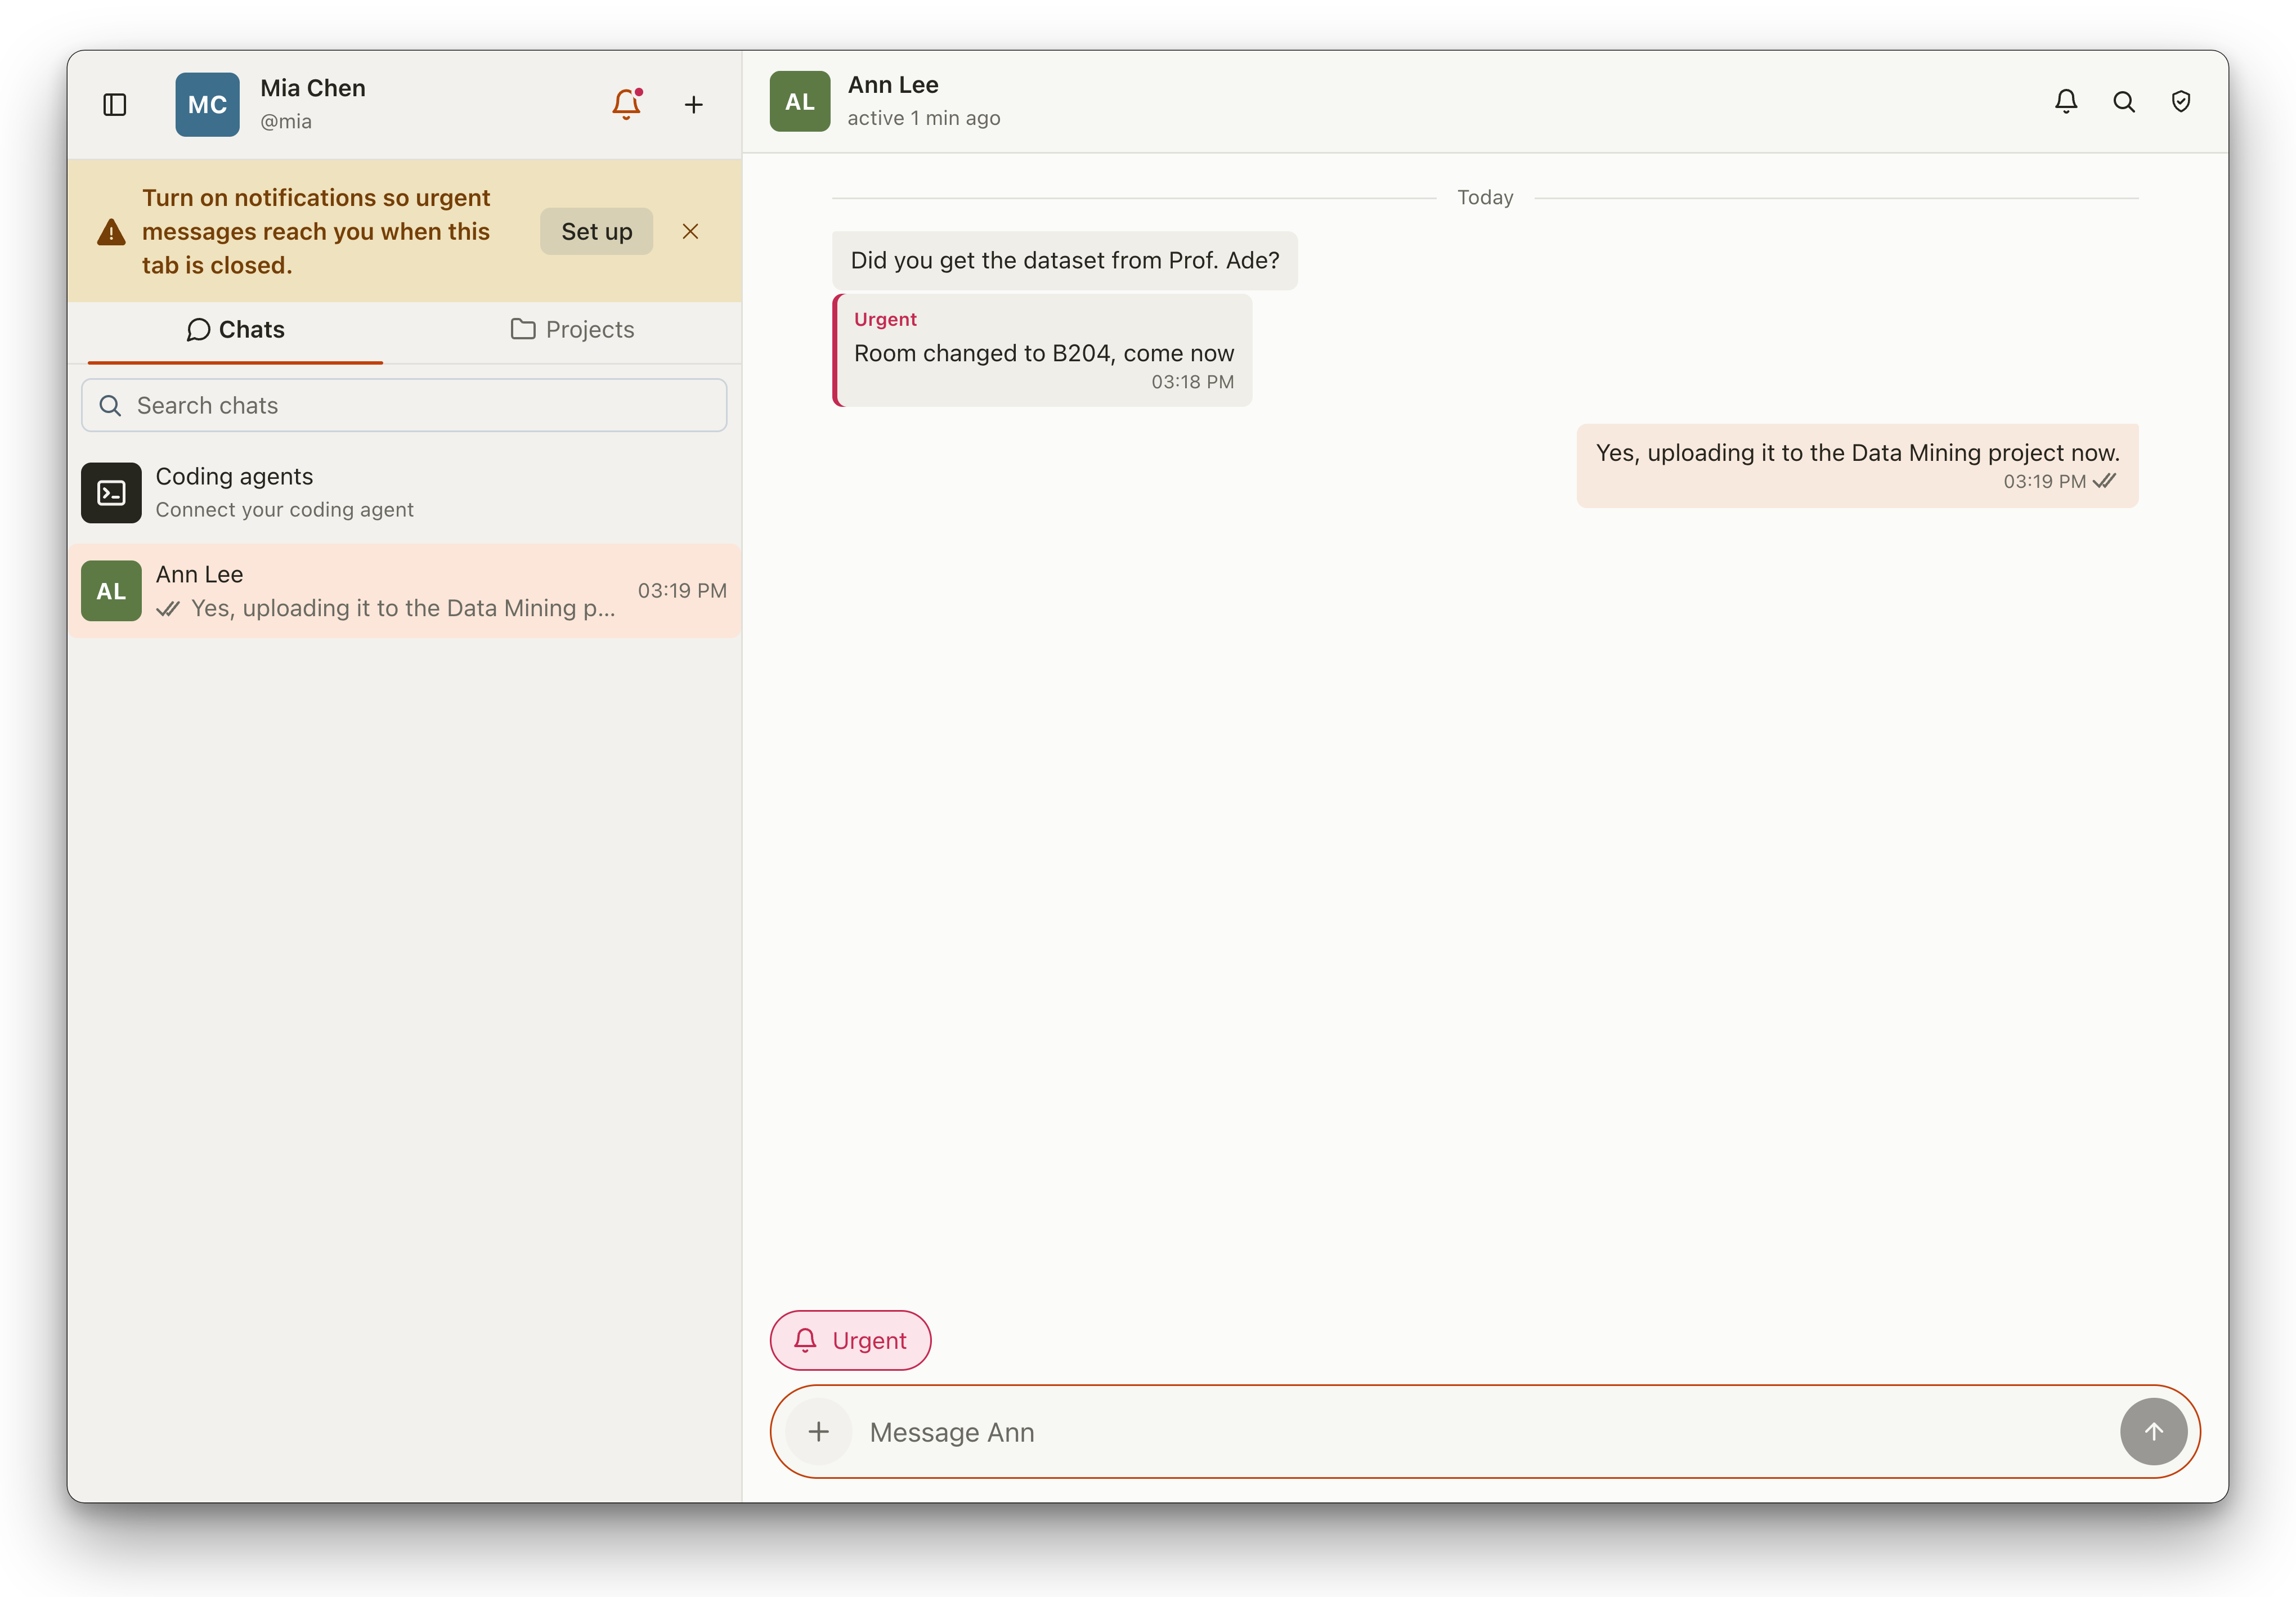 MC
Mia Chen
@mia
Turn on notifications so urgent
messages reach you when this
tab is closed.
Set up
Chats
Projects
Search chats
Coding agents
Connect your coding agent
AL
Ann Lee
03:19 PM
Yes, uploading it to the Data Mining p...
AL
Ann Lee
active 1 min ago
Today
Did you get the dataset from Prof. Ade?
Urgent
Room changed to B204, come now
03:18 PM
Yes, uploading it to the Data Mining project now.
03:19 PM
Urgent
Message Ann